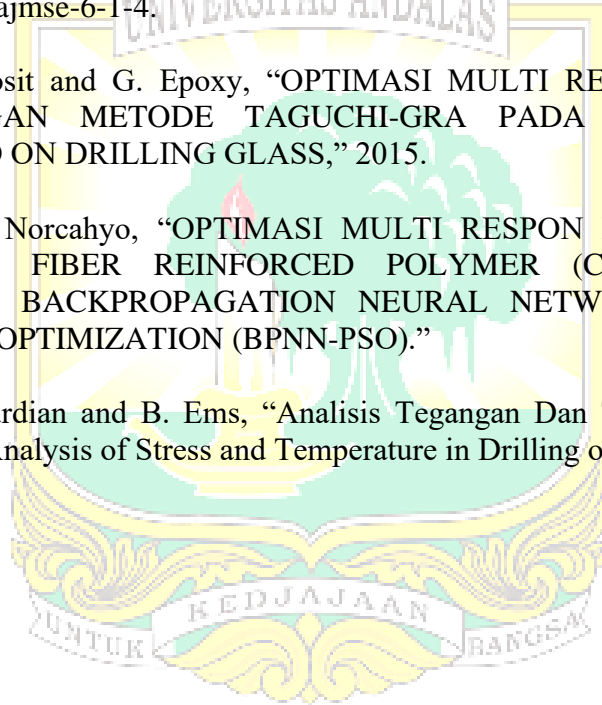 ajmse-6-1-4.
UNIVERSITAS ANDALAS
osit and G. Epoxy, “OPTIMASI MULTI RE
GAN METODE TAGUCHI-GRA PADA
ON DRILLING GLASS,” 2015.
Norcahyo, “OPTIMASI MULTI RESPON
FIBER REINFORCED POLYMER (C
BACKPROPAGATION NEURAL NETW
OPTIMIZATION (BPNN-PSO).”
ardian and B. Ems, “Analisis Tegangan Dan
Analysis of Stress and Temperature in Drilling o
KEDJAJAAN
UNTUK BANGSA